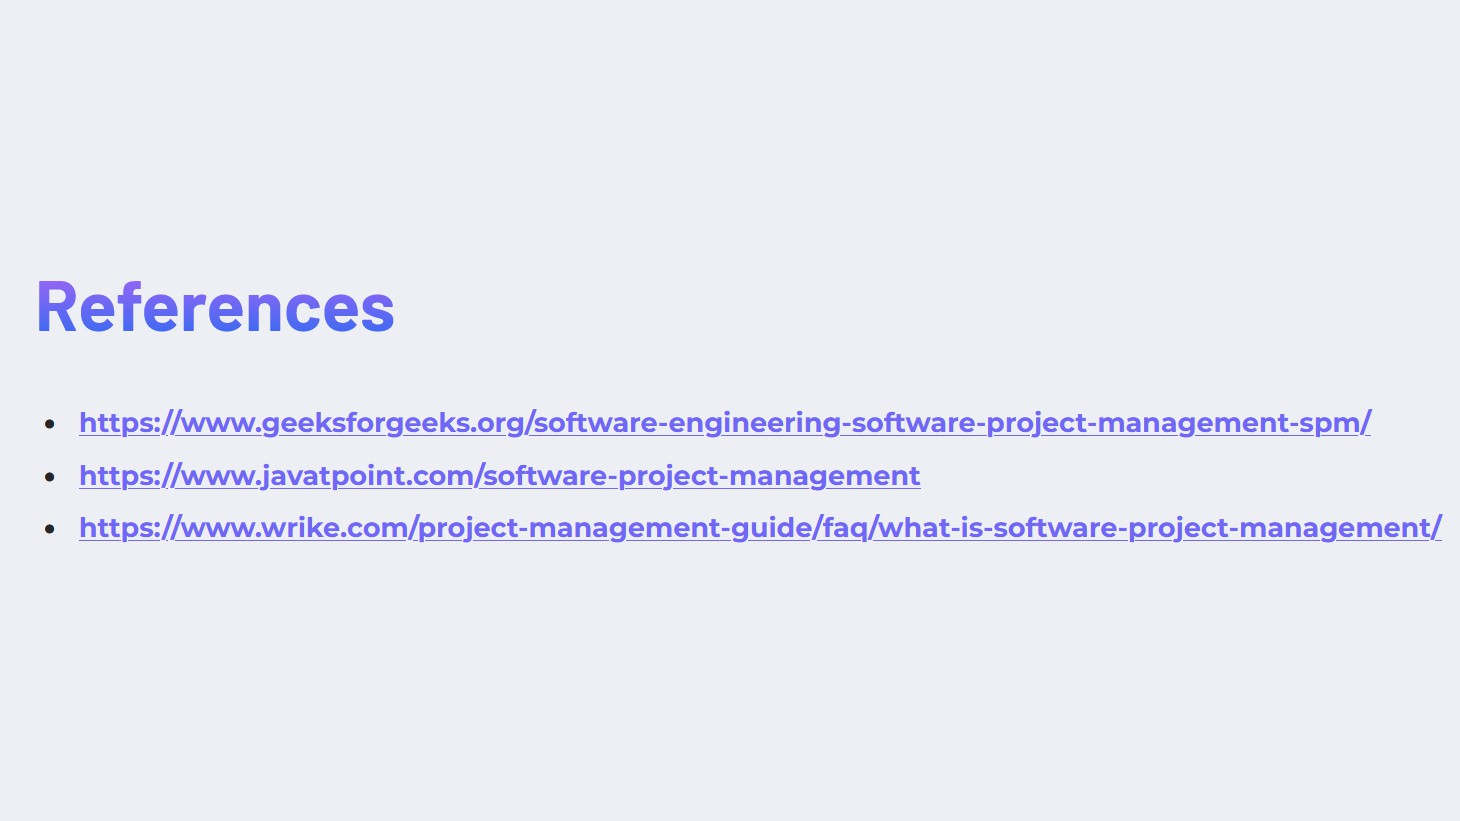 References
https://www.geeksforgeeks.org/software-engineering-software-project-management-spm/
https://www.javatpoint.com/software-project-management
https://www.wrike.com/project-management-guide/faq/what-is-software-project-management/